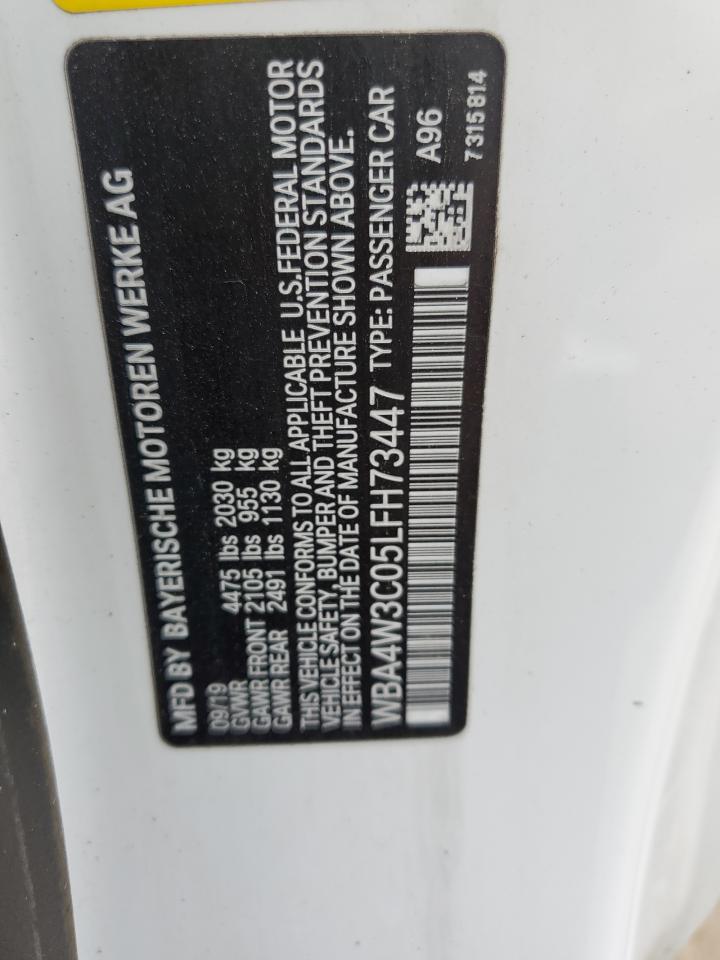 MFD BY BAYERISCHE MOTOREN WERKE AG
09/19
GVWR 4475 lbs 2030 kg
GAWR FRONT 2105 lbs 955 kg
GAWR REAR 2491 lbs 1130 kg
THIS VEHICLE CONFORMS TO ALL APPLICABLE U.S.FEDERAL MOTOR
VEHICLE SAFETY, BUMPER AND THEFT PREVENTION STANDARDS
IN EFFECT ON THE DATE OF MANUFACTURE SHOWN ABOVE.
WBA4W3C05LFH73447 TYPE: PASSENGER CAR
A96
7315814